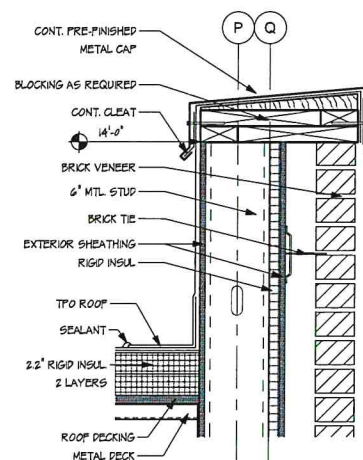 P Q
CONT. PRE-FINISHED
METAL CAP
BLOCKING AS REQUIRED
CONT. CLEAT
14'-0"
BRICK VENEER
6" MTL. STUD
BRICK TIE
EXTERIOR SHEATHING
RIGID INSUL
TPO ROOF
SEALANT
2.2" RIGID INSUL.
2 LAYERS
ROOF DECKING
METAL DECK